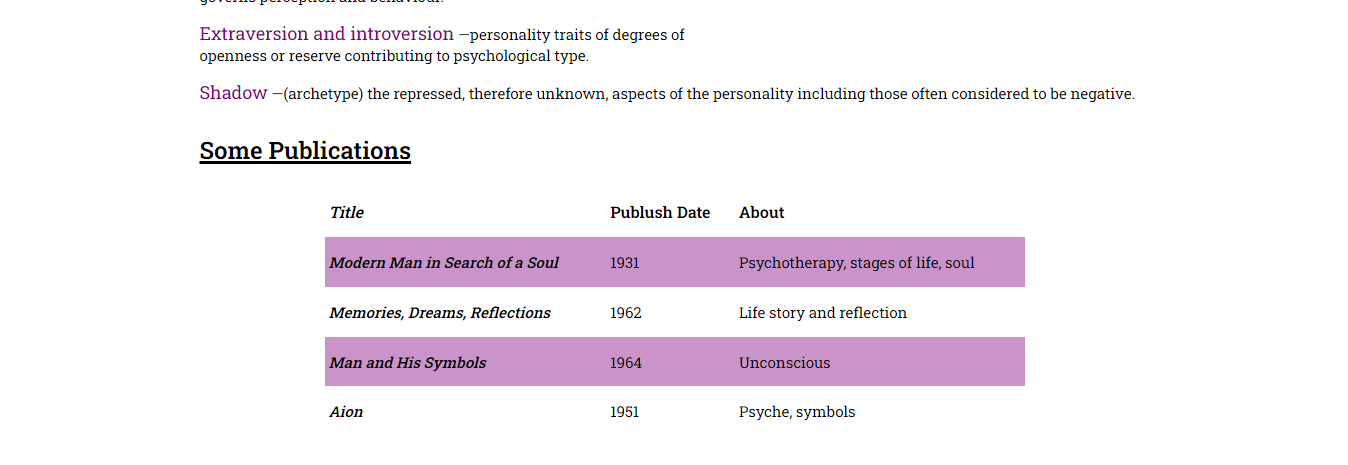 governs perception and behaviour.
Extraversion and introversion —personality traits of degrees of
openness or reserve contributing to psychological type.
Shadow —(archetype) the repressed, therefore unknown, aspects of the personality including those often considered to be negative.
Some Publications
Title Publush Date About
Modern Man in Search of a Soul 1931 Psychotherapy, stages of life, soul
Memories, Dreams, Reflections 1962 Life story and reflection
Man and His Symbols 1964 Unconscious
Aion 1951 Psyche, symbols